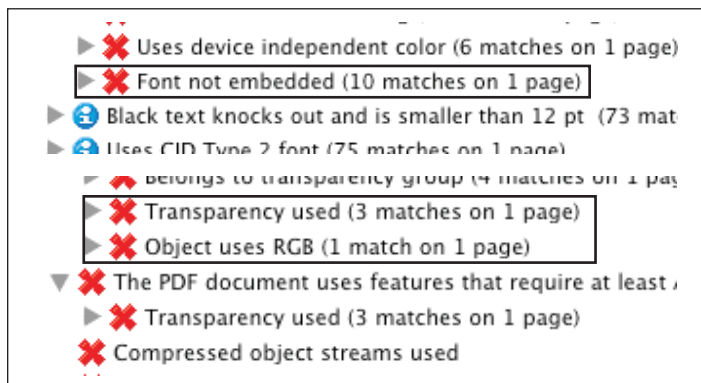 Uses device independent color (6 matches on 1 page)
Font not embedded (10 matches on 1 page)
Black text knocks out and is smaller than 12 pt (73 mat
Uses CID Type 2 font (75 matches on 1 page)
Belongs to transparency group (4 matches on 1 pag
Transparency used (3 matches on 1 page)
Object uses RGB (1 match on 1 page)
The PDF document uses features that require at least
Transparency used (3 matches on 1 page)
Compressed object streams used